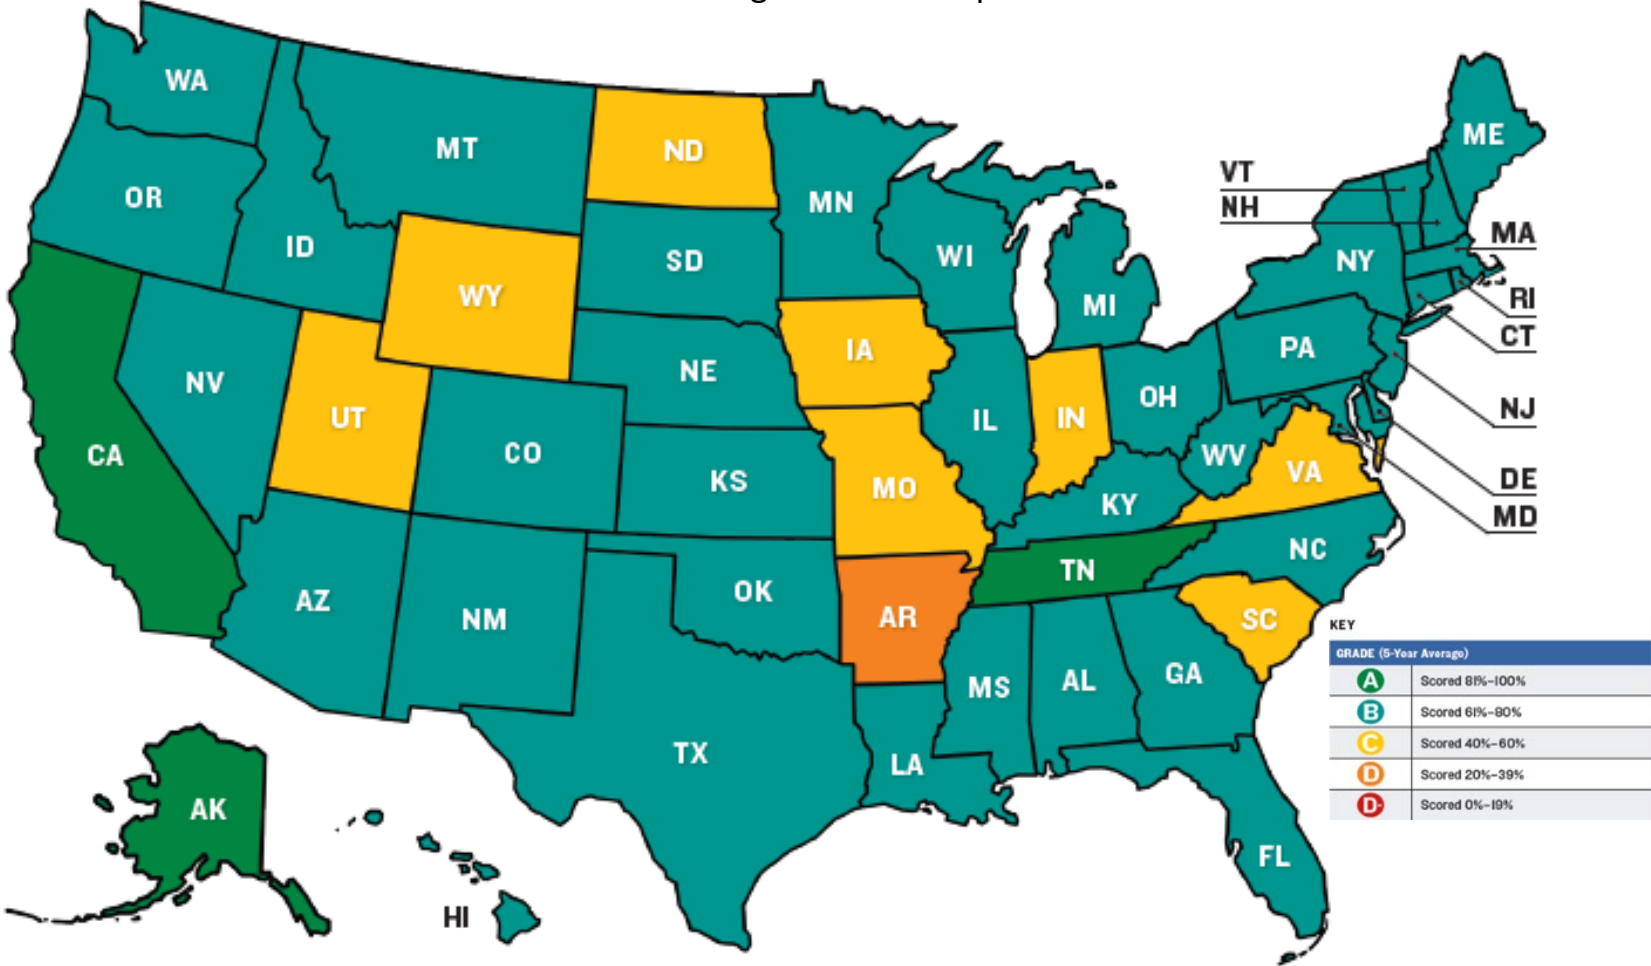 WA
MT
ND
MN
OR
ID
WY
SD
WI
MI
VT
NH
ME
MA
NY
RI
CT
NV
UT
CO
NE
IA
IL
IN
OH
PA
NJ
CA
KS
MO
KY
WV
VA
DE
MD
AZ
NM
OK
AR
TN
NC
SC
TX
LA
MS
AL
GA
FL
AK
HI
KEY
GRADE (5-Year Average)
A Scored 81%–100%
B Scored 61%–80%
C Scored 40%–60%
D Scored 20%–39%
D- Scored 0%–19%